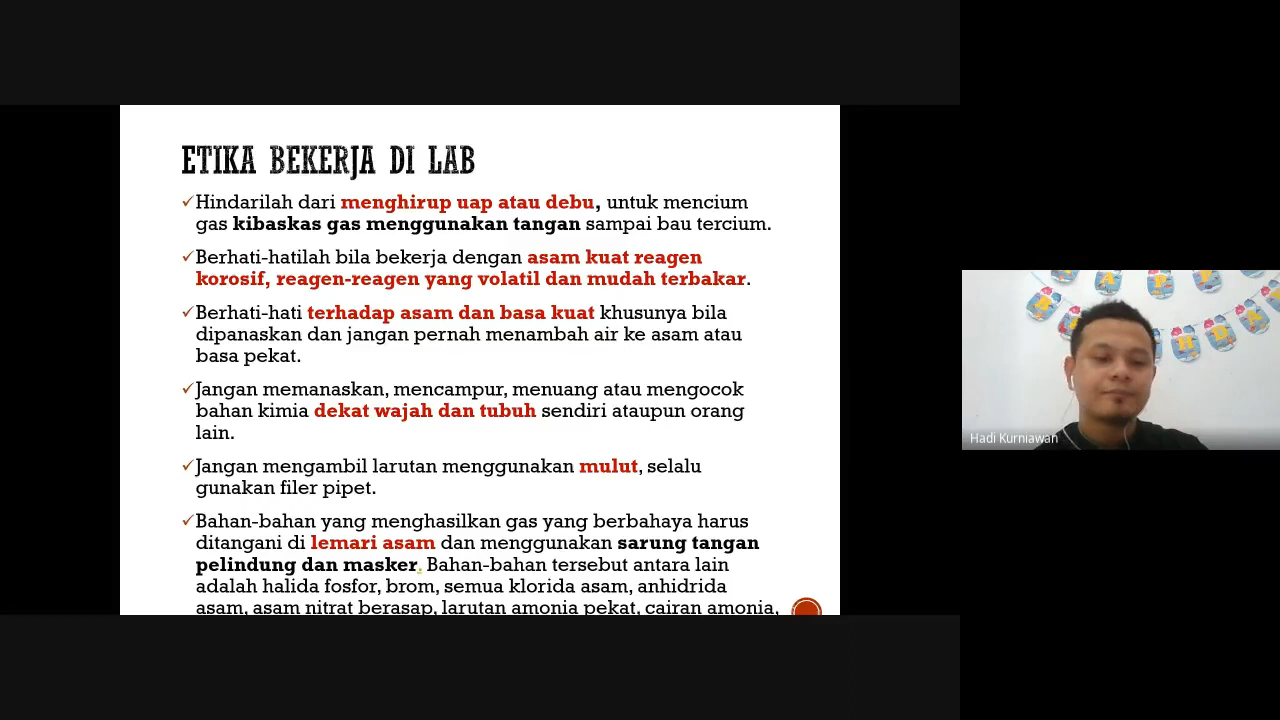 ETIKA BEKERJA DI LAB
✓Hindarilah dari menghirup uap atau debu, untuk mencium
gas kibaskas gas menggunakan tangan sampai bau tercium.
✓Berhati-hatilah bila bekerja dengan asam kuat reagen
korosif, reagen-reagen yang volatil dan mudah terbakar.
✓Berhati-hati terhadap asam dan basa kuat khusunya bila
dipanaskan dan jangan pernah menambah air ke asam atau
basa pekat.
✓Jangan memanaskan, mencampur, menuang atau mengocok
bahan kimia dekat wajah dan tubuh sendiri ataupun orang
lain.
✓Jangan mengambil larutan menggunakan mulut, selalu
gunakan filer pipet.
✓Bahan-bahan yang menghasilkan gas yang berbahaya harus
ditangani di lemari asam dan menggunakan sarung tangan
pelindung dan masker. Bahan-bahan tersebut antara lain
adalah halida fosfor, brom, semua klorida asam, anhidrida
asam, asam nitrat berasap, larutan amonia pekat, cairan amonia,
Hadi Kurniawan